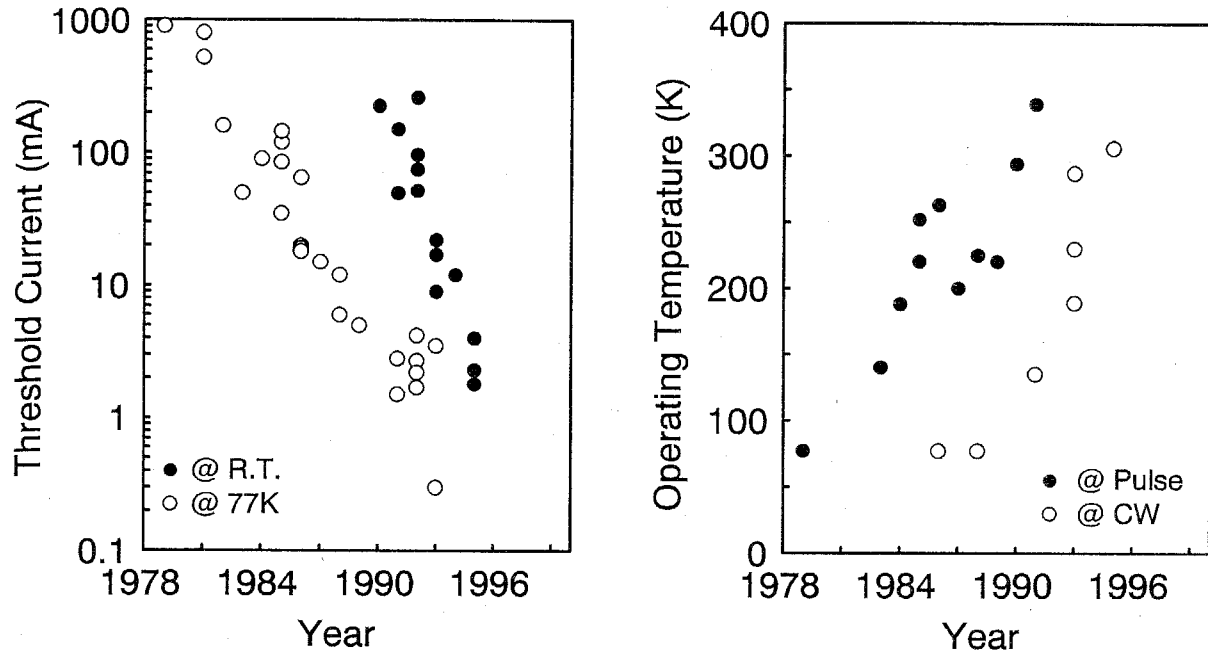 Threshold Current (mA)
1000
100
10
1
0.1
● @ R.T.
○ @ 77K
1978 1984 1990 1996
Year
Operating Temperature (K)
400
300
200
100
0
● @ Pulse
○ @ CW
1978 1984 1990 1996
Year